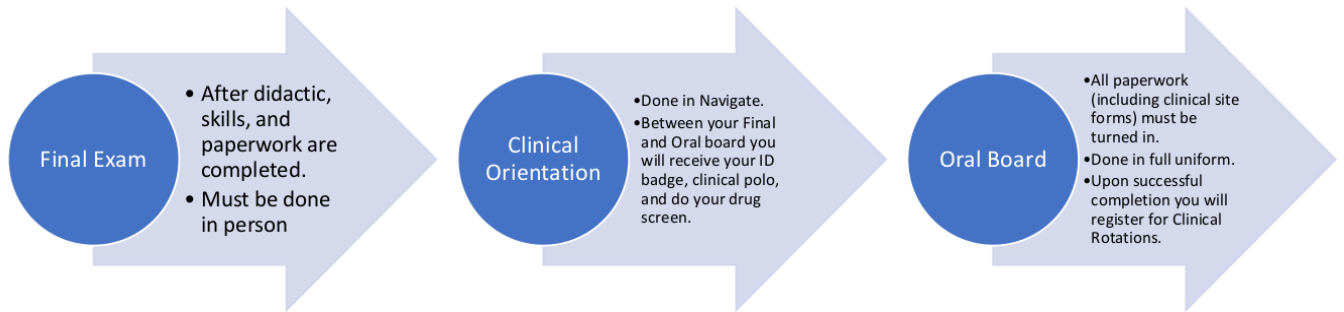 Final Exam
• After didactic,
skills, and
paperwork are
completed.
• Must be done
in person
Clinical
Orientation
•Done in Navigate.
•Between your Final
and Oral board you
will receive your ID
badge, clinical polo,
and do your drug
screen.
Oral Board
•All paperwork
(including clinical site
forms) must be
turned in.
•Done in full uniform.
•Upon successful
completion you will
register for Clinical
Rotations.